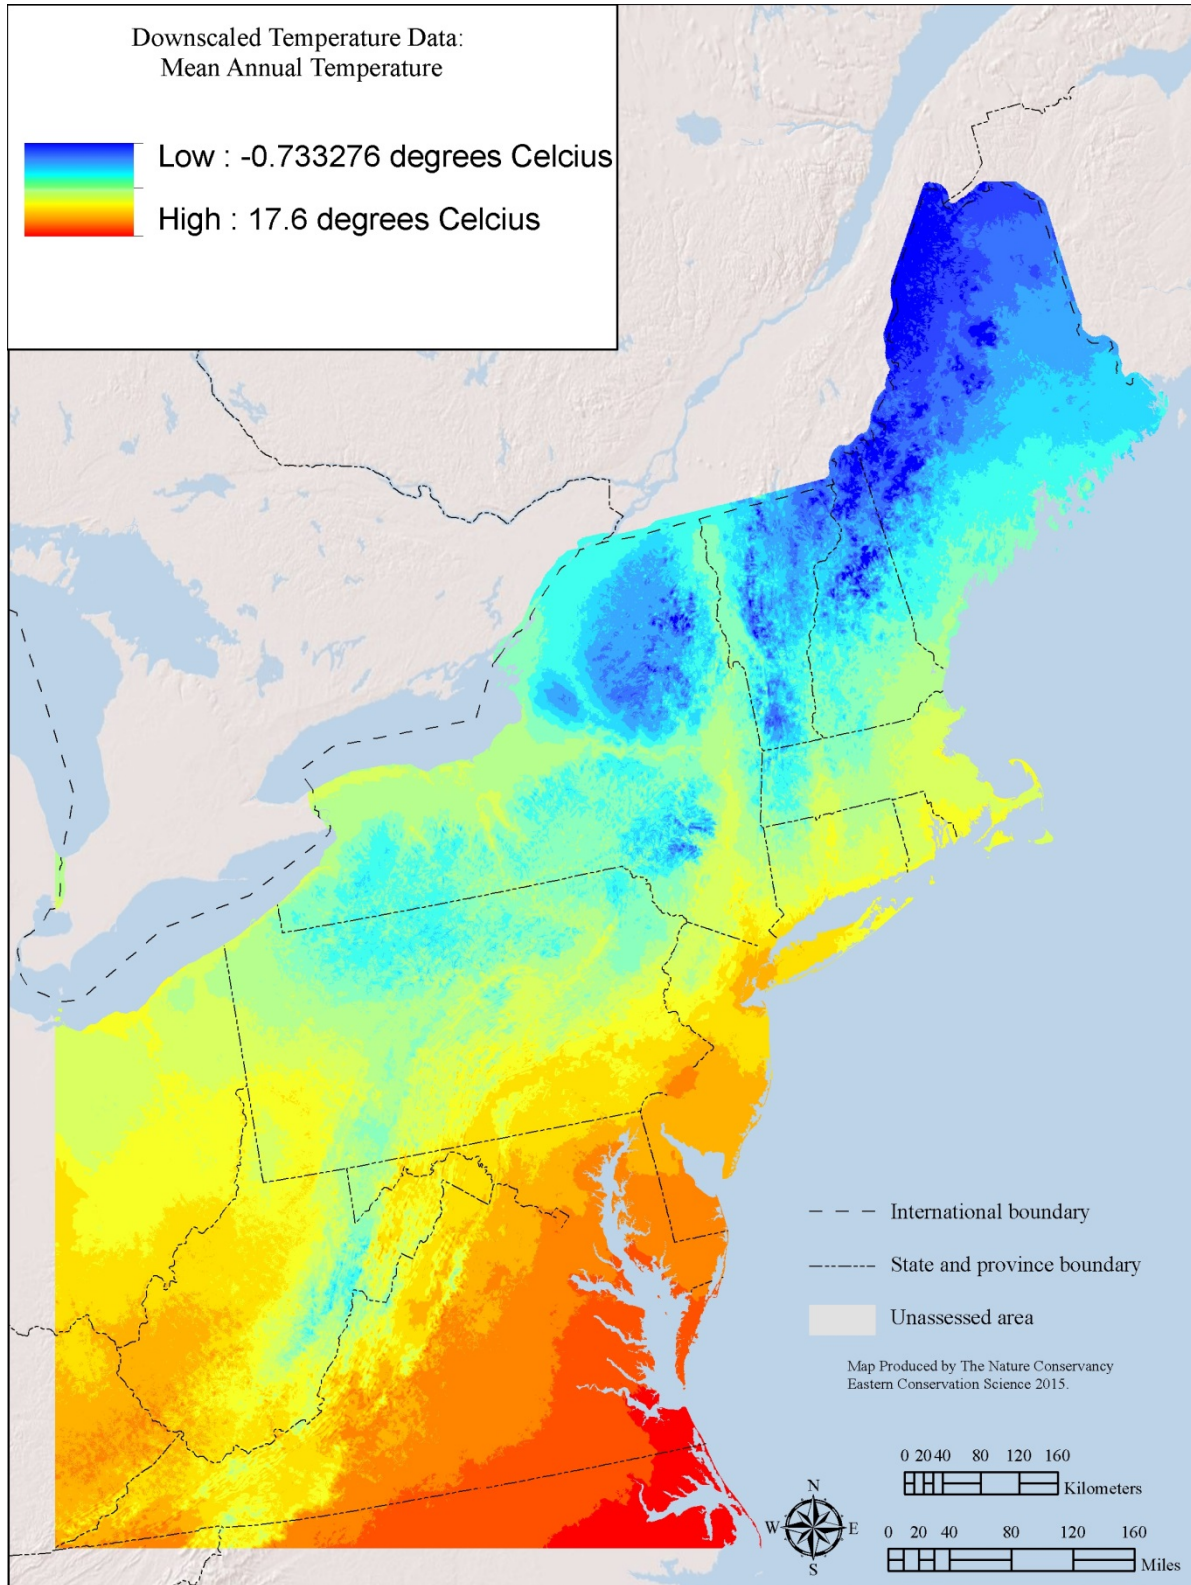 Downscaled Temperature Data:
Mean Annual Temperature
Low : -0.733276 degrees Celcius
High : 17.6 degrees Celcius
International boundary
State and province boundary
Unassessed area
Map Produced by The Nature Conservancy
Eastern Conservation Science 2015.
0 20 40 80 120 160
Kilometers
N
W E
S
0 20 40 80 120 160
Miles